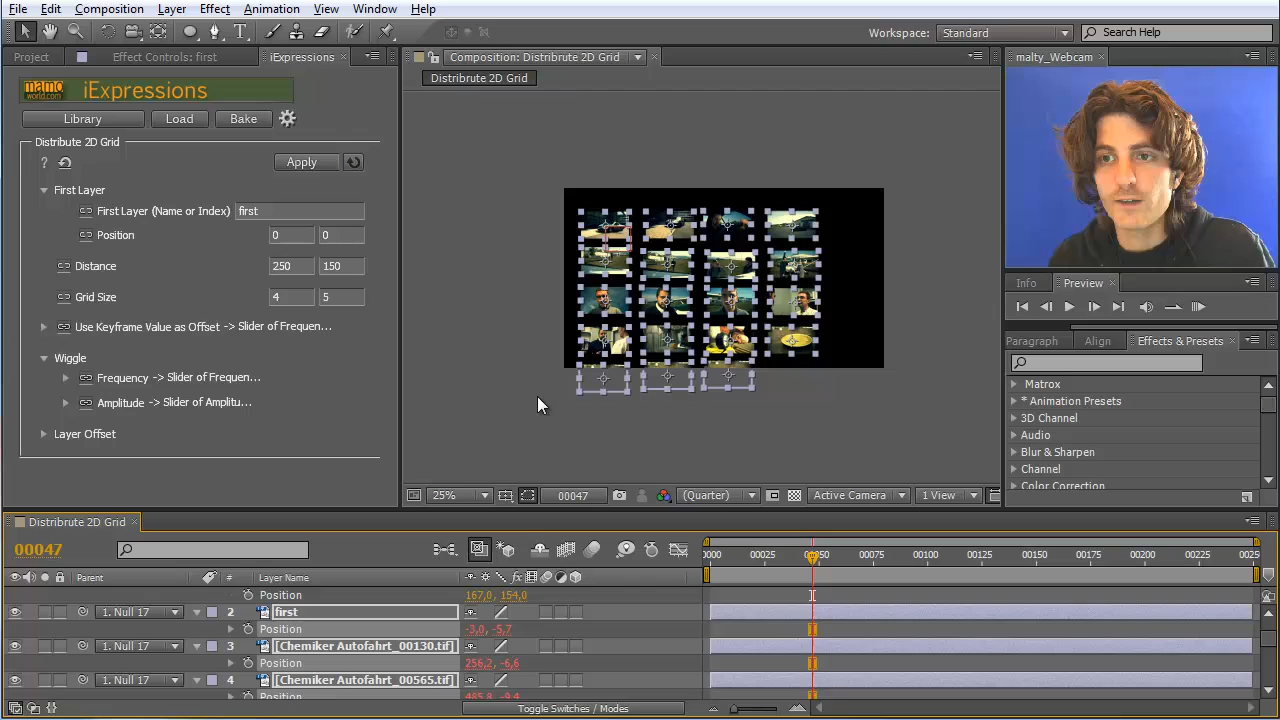 File Edit Composition Layer Effect Animation View Window Help
Workspace: Standard Search Help
Project Effect Controls: first iExpressions
Composition: Distribrute 2D Grid
malty_Webcam
Distribrute 2D Grid
mamo world.com iExpressions
Library Load Bake
Distribute 2D Grid
? Apply
First Layer
First Layer (Name or Index) first
Position 0 0
Distance 250 150
Grid Size 4 5
Use Keyframe Value as Offset -> Slider of Frequen...
Wiggle
Frequency -> Slider of Frequen...
Amplitude -> Slider of Amplitu...
Layer Offset
25% 00047 (Quarter) Active Camera 1 View
Info Preview
Paragraph Align Effects & Presets
Matrox
* Animation Presets
3D Channel
Audio
Blur & Sharpen
Channel
Color Correction
Distribrute 2D Grid
00047
0000 00025 00050 00075 00100 00125 00150 00175 00200 00225 0025
Parent # Layer Name fx
Position 167,0, 154,0
1. Null 17 2 first
Position -3,0, -5,7
1. Null 17 3 [Chemiker Autofahrt_00130.tif]
Position 256,2, -6,6
1. Null 17 4 [Chemiker Autofahrt_00565.tif]
Position 485,8, -9,4
Toggle Switches / Modes